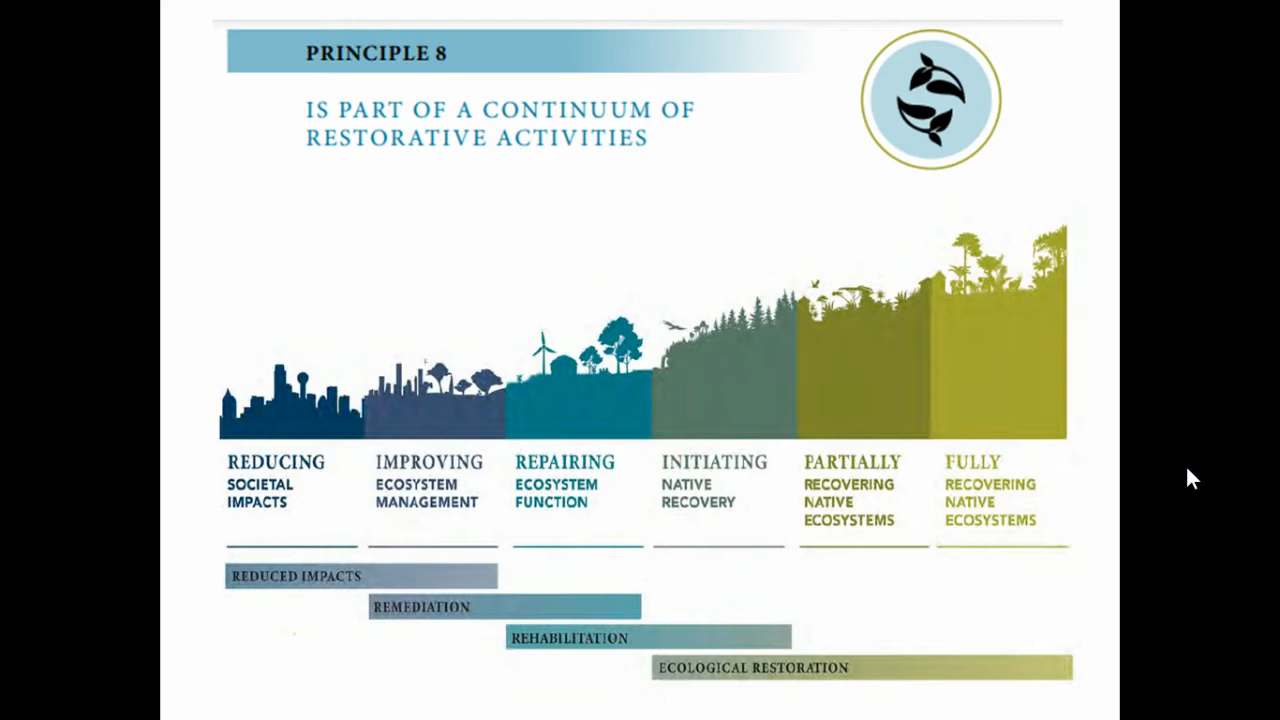 PRINCIPLE 8
IS PART OF A CONTINUUM OF
RESTORATIVE ACTIVITIES
REDUCING
SOCIETAL
IMPACTS
IMPROVING
ECOSYSTEM
MANAGEMENT
REPAIRING
ECOSYSTEM
FUNCTION
INITIATING
NATIVE
RECOVERY
PARTIALLY
RECOVERING
NATIVE
ECOSYSTEMS
FULLY
RECOVERING
NATIVE
ECOSYSTEMS
REDUCED IMPACTS
REMEDIATION
REHABILITATION
ECOLOGICAL RESTORATION